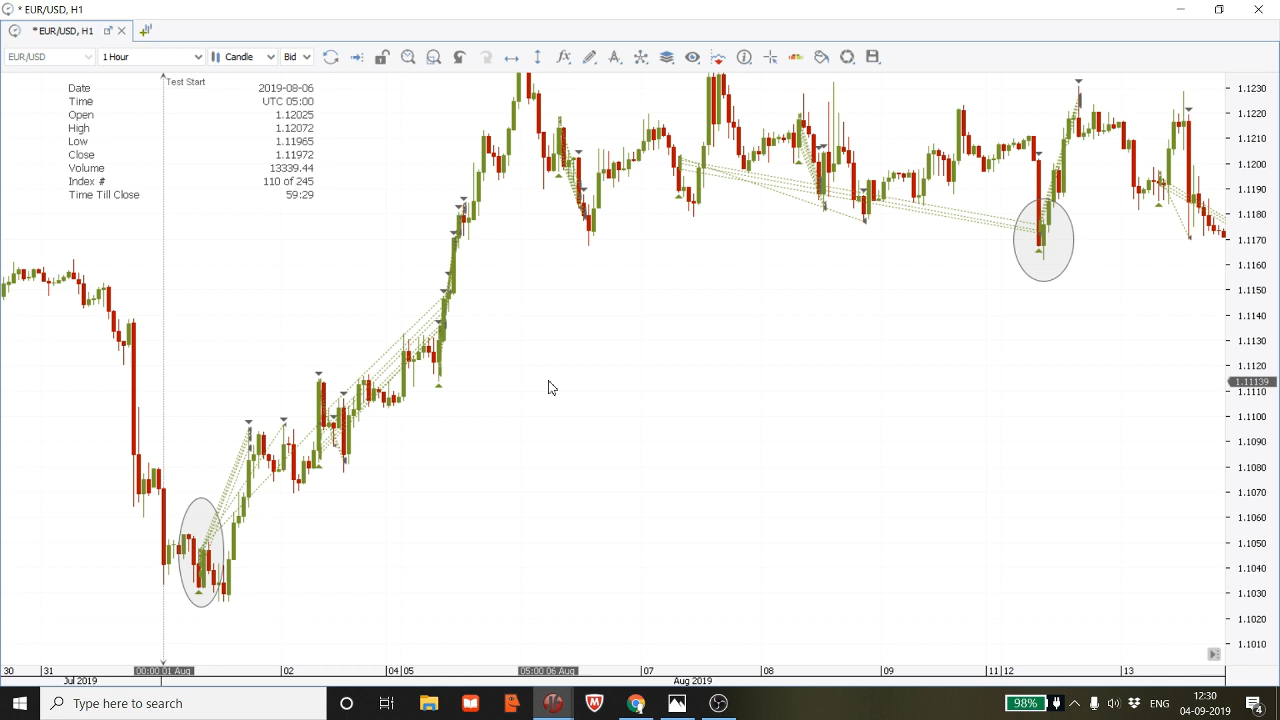 * EUR/USD, H1
* EUR/USD, H1
EUR/USD 1 Hour Candle Bid
Test Start
Date 2019-08-06
Time UTC 05:00
Open 1.12025
High 1.12072
Low 1.11965
Close 1.11972
Volume 13339.44
Index # 110 of 245
Time Till Close 59:29
1.1230
1.1220
1.1210
1.1200
1.1190
1.1180
1.1170
1.1160
1.1150
1.1140
1.1130
1.1120
1.11139
1.1110
1.1100
1.1090
1.1080
1.1070
1.1060
1.1050
1.1040
1.1030
1.1020
1.1010
30 31 00:00:00 01 Aug 02 04 05 05:00:00 06 Aug 07 08 09 11 12 13
Jul 2019 Aug 2019
Type here to search
98% ENG 12:30
04-09-2019 4